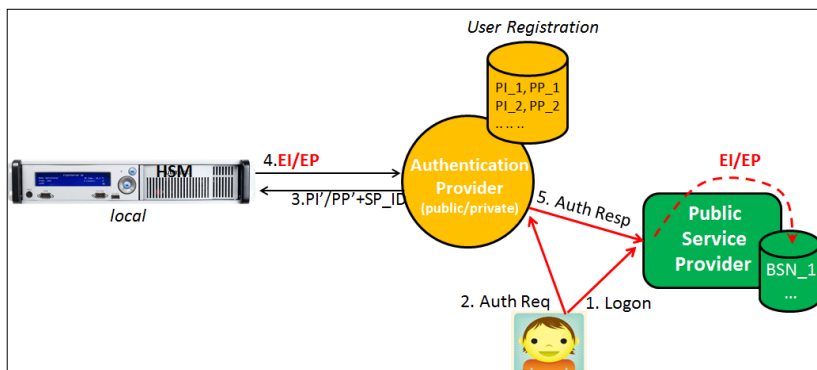 User Registration
PI_1, PP_1
PI_2, PP_2
.. .. ..
4.EI/EP
HSM
Authentication
Provider
(public/private)
EI/EP
local
3.PI'/PP'+SP_ID
5. Auth Resp
Public
Service
Provider
BSN_1
...
2. Auth Req
1. Logon